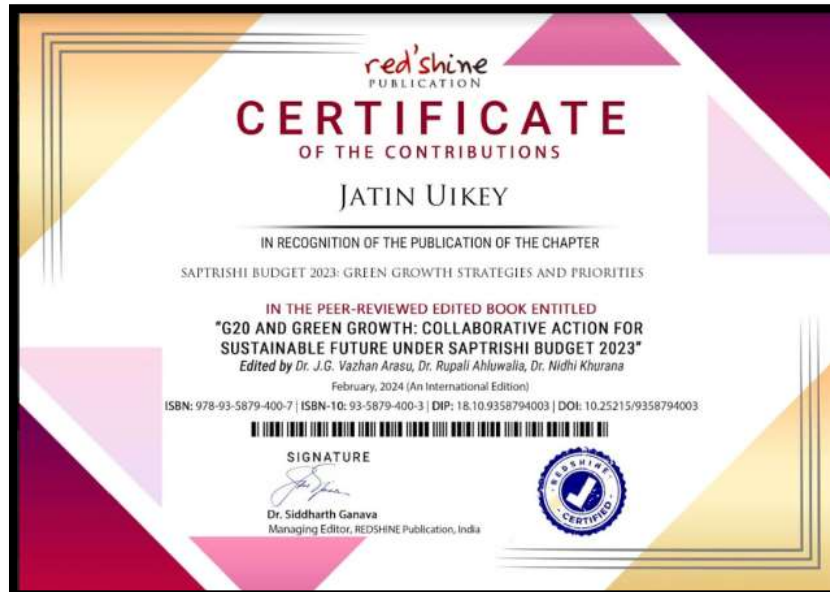 red'shine
PUBLICATION
CERTIFICATE
OF THE CONTRIBUTIONS
JATIN UIKEY
IN RECOGNITION OF THE PUBLICATION OF THE CHAPTER
SAPTRISHI BUDGET 2023: GREEN GROWTH STRATEGIES AND PRIORITIES
IN THE PEER-REVIEWED EDITED BOOK ENTITLED
"G20 AND GREEN GROWTH: COLLABORATIVE ACTION FOR
SUSTAINABLE FUTURE UNDER SAPTRISHI BUDGET 2023"
Edited by Dr. J.G. Vazhan Arasu, Dr. Rupali Ahluwalia, Dr. Nidhi Khurana
February, 2024 (An International Edition)
ISBN: 978-93-5879-400-7 | ISBN-10: 93-5879-400-3 | DIP: 18.10.9358794003 | DOI: 10.25215/9358794003
SIGNATURE
Dr. Siddharth Ganava
Managing Editor, REDSHINE Publication, India
REDSHINE
CERTIFIED